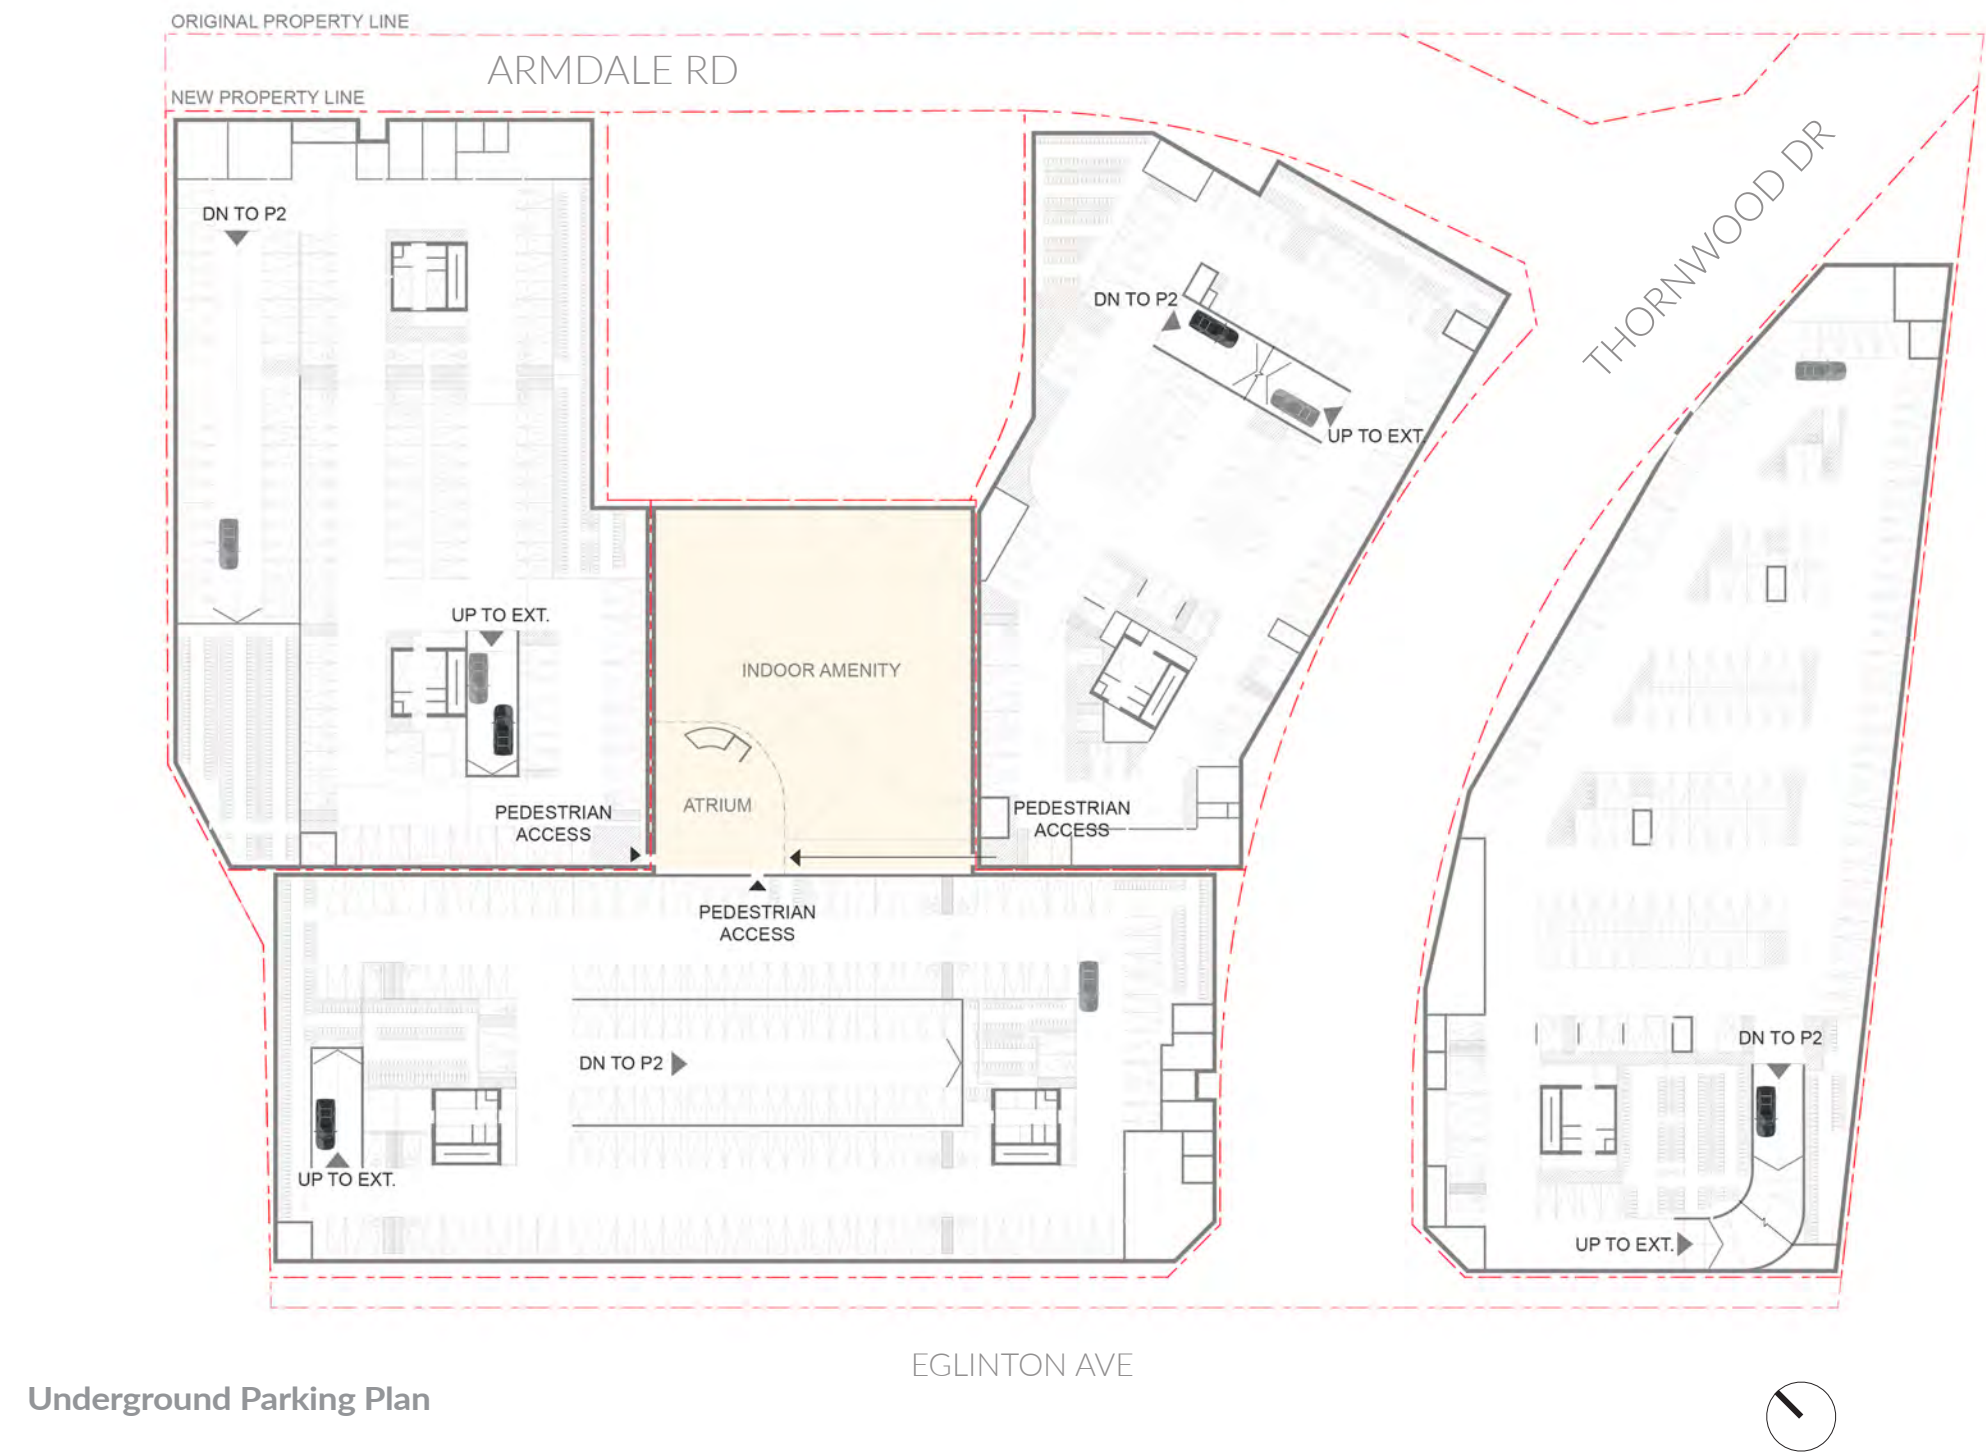 ORIGINAL PROPERTY LINE
ARMDALE RD
NEW PROPERTY LINE
THORNWOOD DR
DN TO P2
DN TO P2
UP TO EXT.
UP TO EXT.
INDOOR AMENITY
ATRIUM
PEDESTRIAN
ACCESS
PEDESTRIAN
ACCESS
PEDESTRIAN
ACCESS
DN TO P2
DN TO P2
UP TO EXT.
UP TO EXT.
EGLINTON AVE
Underground Parking Plan